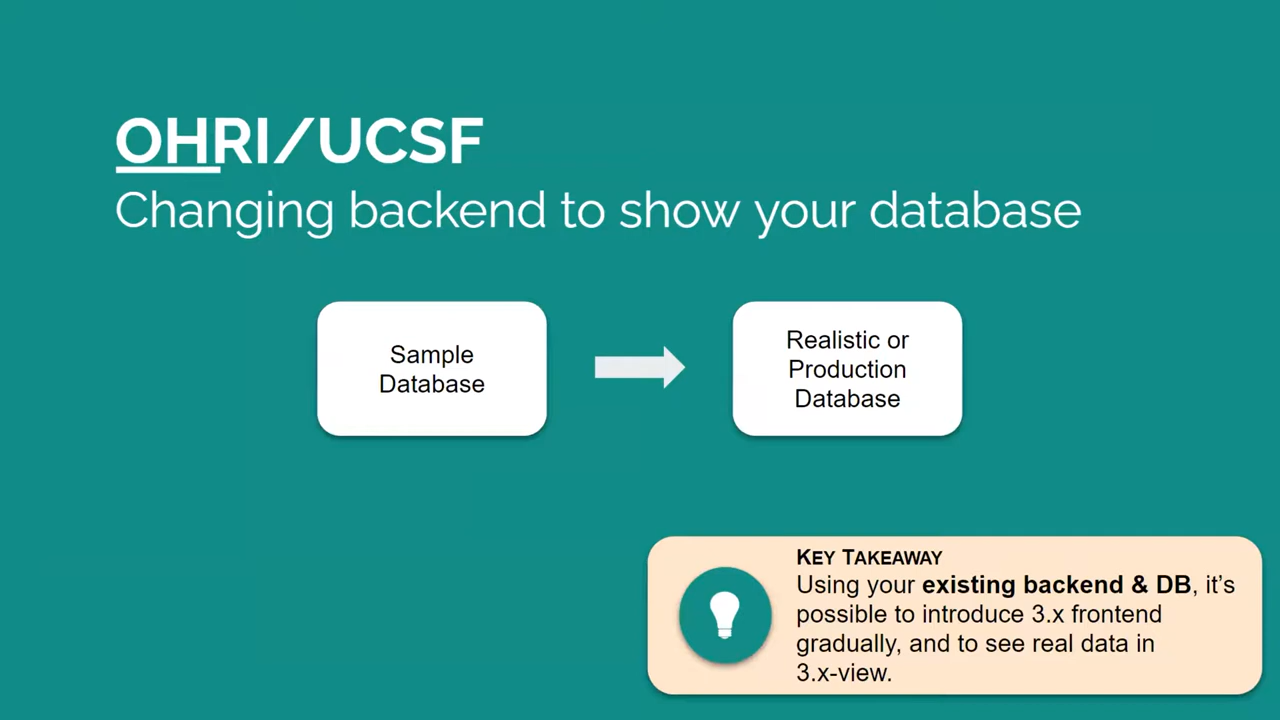 OHRI/UCSF
Changing backend to show your database
Sample
Database
Realistic or
Production
Database
KEY TAKEAWAY
Using your existing backend & DB, it's
possible to introduce 3.x frontend
gradually, and to see real data in
3.x-view.